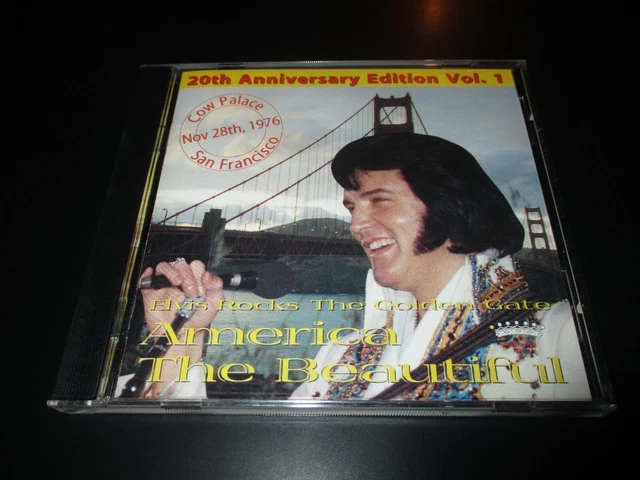 20th Anniversary Edition Vol. 1
Cow Palace
Nov 28th, 1976
San Francisco
Elvis Rocks The Golden Gate
America
The Beautiful